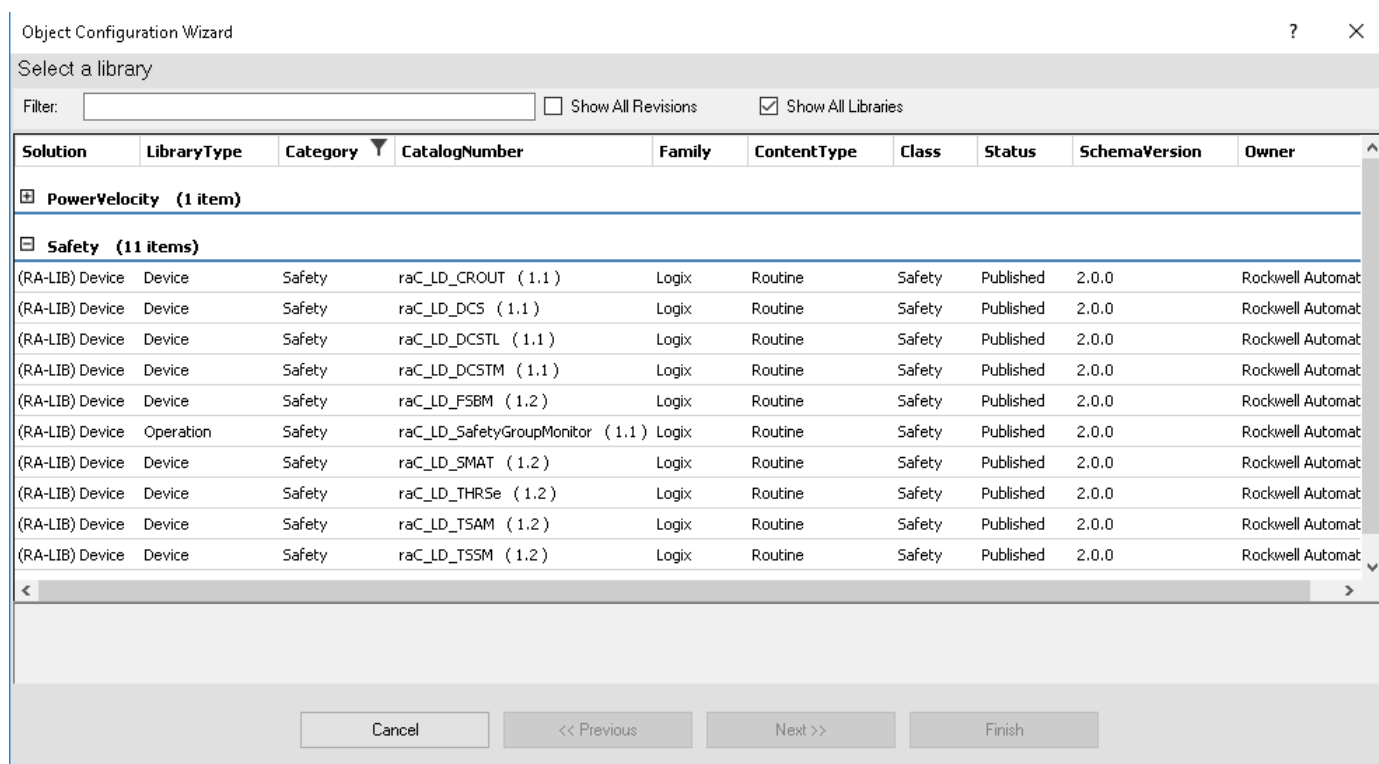 Object Configuration Wizard ?
Select a library
Filter: Show All Revisions Show All Libraries
Solution LibraryType Category CatalogNumber Family ContentType Class Status SchemaVersion Owner
PowerVelocity (1 item)
Safety (11 items)
(RA-LIB) Device Device Safety raC_LD_CROUT ( 1.1 ) Logix Routine Safety Published 2.0.0 Rockwell Automat
(RA-LIB) Device Device Safety raC_LD_DCS ( 1.1 ) Logix Routine Safety Published 2.0.0 Rockwell Automat
(RA-LIB) Device Device Safety raC_LD_DCSTL ( 1.1 ) Logix Routine Safety Published 2.0.0 Rockwell Automat
(RA-LIB) Device Device Safety raC_LD_DCSTM ( 1.1 ) Logix Routine Safety Published 2.0.0 Rockwell Automat
(RA-LIB) Device Device Safety raC_LD_FSBM ( 1.2 ) Logix Routine Safety Published 2.0.0 Rockwell Automat
(RA-LIB) Device Operation Safety raC_LD_SafetyGroupMonitor ( 1.1 ) Logix Routine Safety Published 2.0.0 Rockwell Automat
(RA-LIB) Device Device Safety raC_LD_SMAT ( 1.2 ) Logix Routine Safety Published 2.0.0 Rockwell Automat
(RA-LIB) Device Device Safety raC_LD_THRSe ( 1.2 ) Logix Routine Safety Published 2.0.0 Rockwell Automat
(RA-LIB) Device Device Safety raC_LD_TSAM ( 1.2 ) Logix Routine Safety Published 2.0.0 Rockwell Automat
(RA-LIB) Device Device Safety raC_LD_TSSM ( 1.2 ) Logix Routine Safety Published 2.0.0 Rockwell Automat
Cancel << Previous Next >> Finish